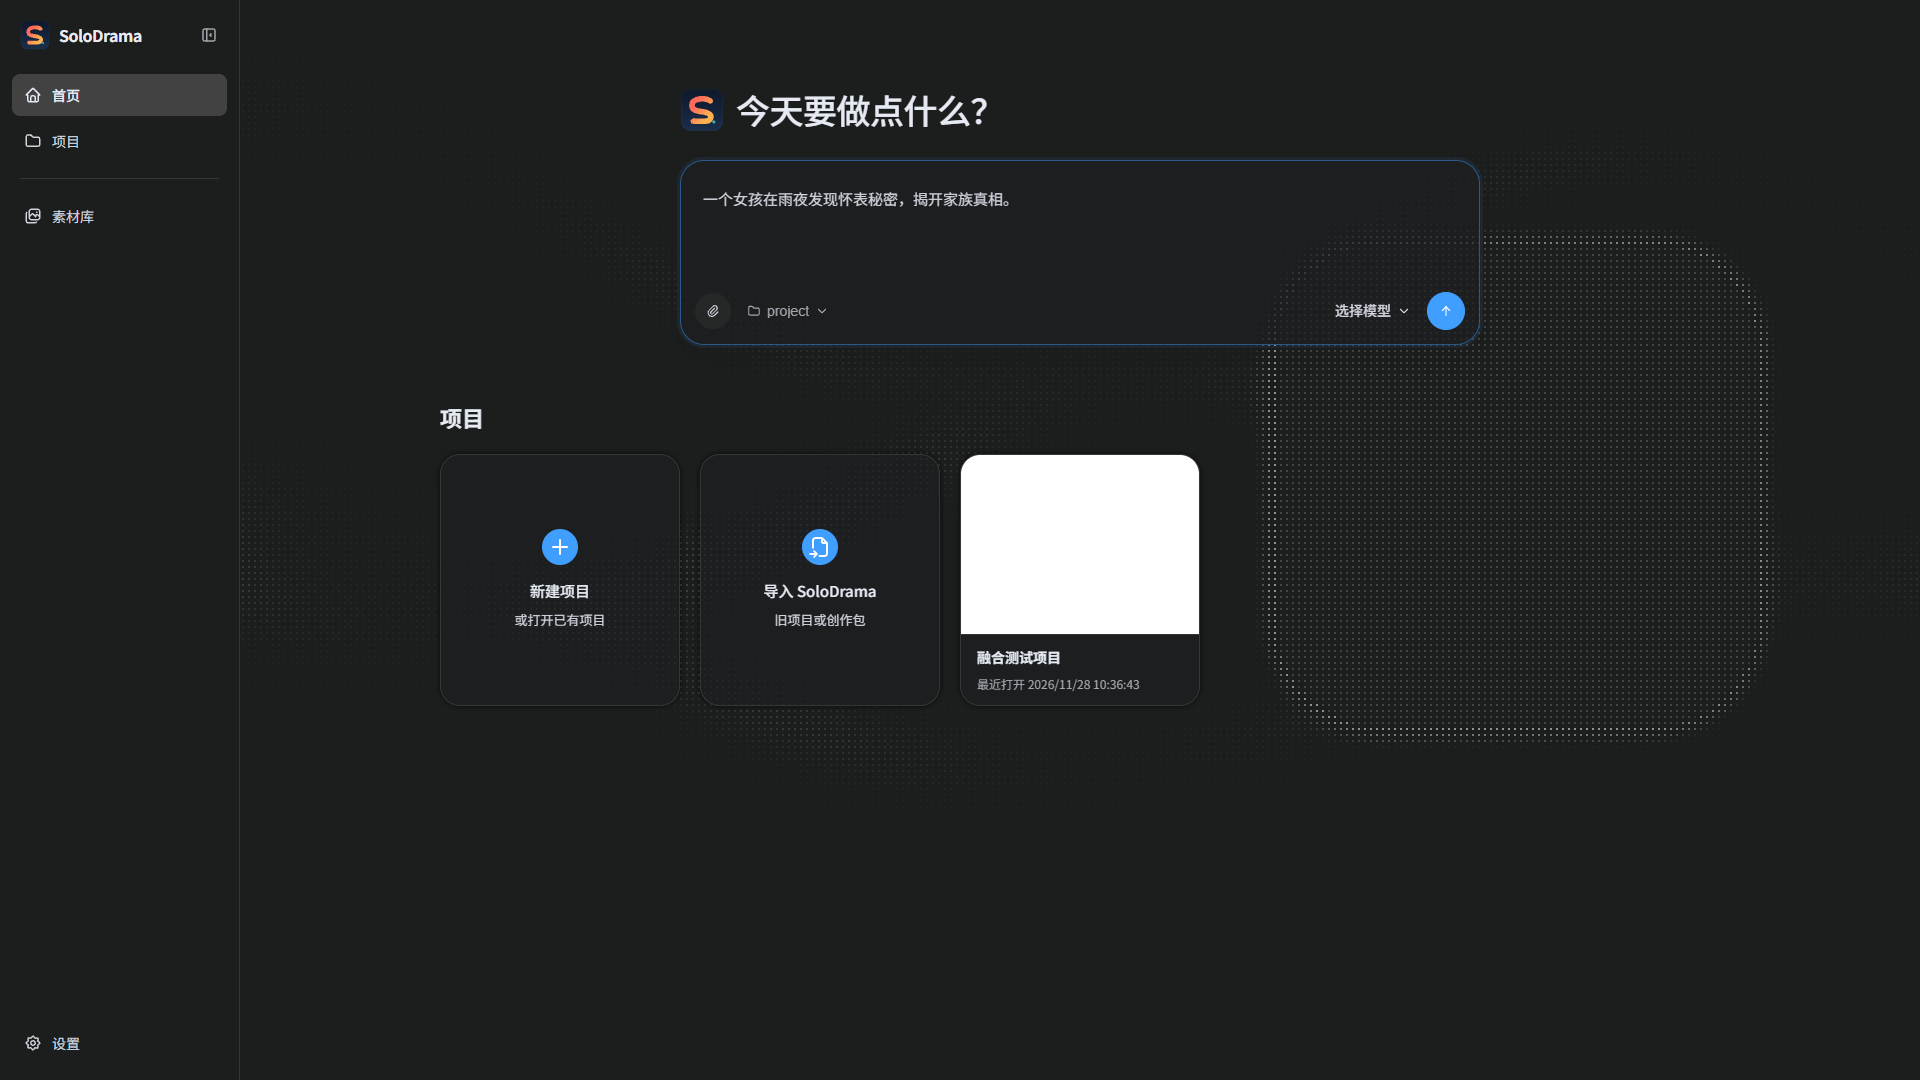 SoloDrama
首页
项目
素材库
设置
今天要做点什么？
一个女孩在雨夜发现怀表秘密，揭开家族真相。
project
选择模型
项目
新建项目
或打开已有项目
导入 SoloDrama
旧项目或创作包
融合测试项目
最近打开 2026/11/28 10:36:43